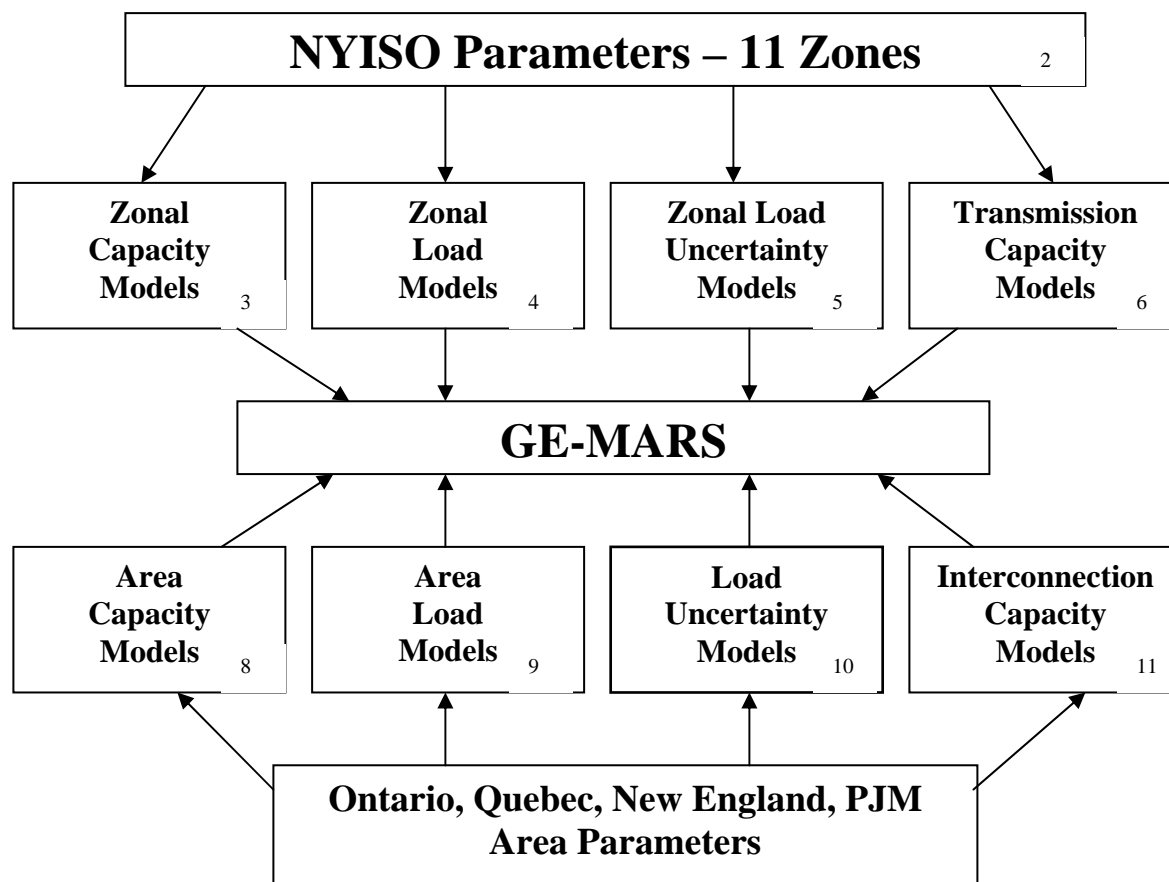 NYISO Parameters – 11 Zones
2
Zonal
Capacity
Models
3
Zonal
Load
Models
4
Zonal Load
Uncertainty
Models
5
Transmission
Capacity
Models
6
GE-MARS
Area
Capacity
Models
8
Area
Load
Models
9
Load
Uncertainty
Models
10
Interconnection
Capacity
Models
11
Ontario, Quebec, New England, PJM
Area Parameters